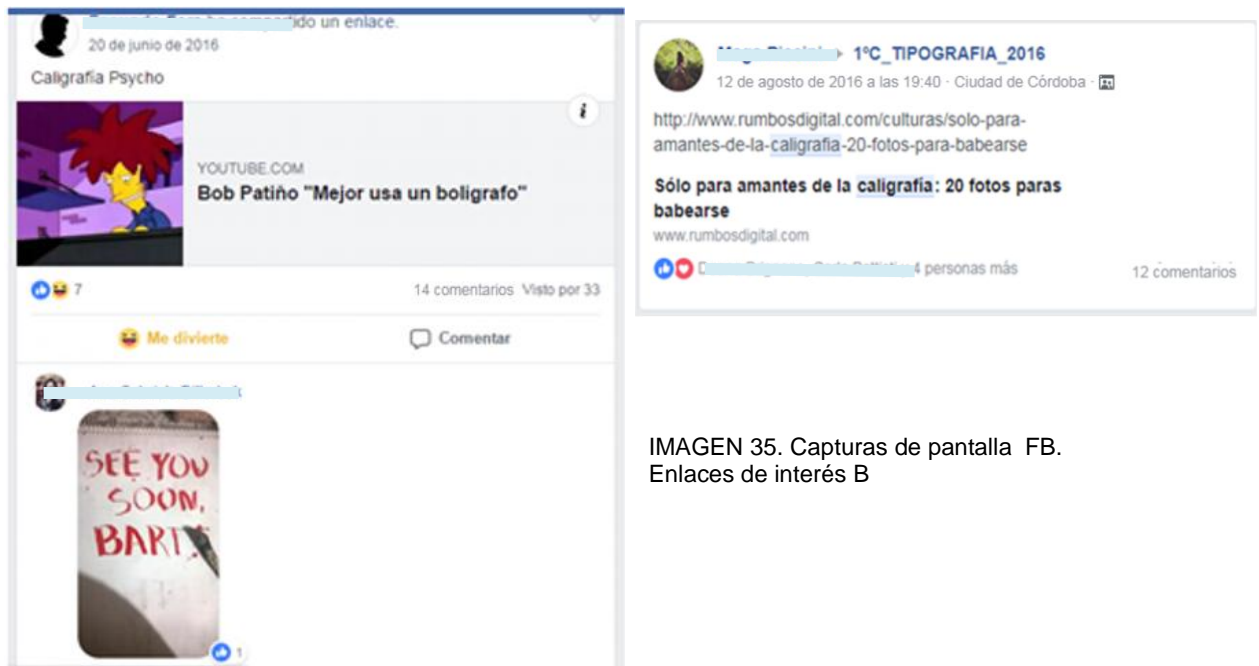 ido un enlace.
20 de junio de 2016
Caligrafía Psycho
YOUTUBE.COM
Bob Patiño "Mejor usa un boligrafo"
7
14 comentarios Visto por 33
Me divierte
Comentar
SEE YOU
SOON,
BART
1
1ºC_TIPOGRAFIA_2016
12 de agosto de 2016 a las 19:40 · Ciudad de Córdoba ·
http://www.rumbosdigital.com/culturas/solo-para-
amantes-de-la-caligrafia-20-fotos-para-babearse
Sólo para amantes de la caligrafía: 20 fotos paras
babearse
www.rumbosdigital.com
4 personas más
12 comentarios
IMAGEN 35. Capturas de pantalla FB.
Enlaces de interés B